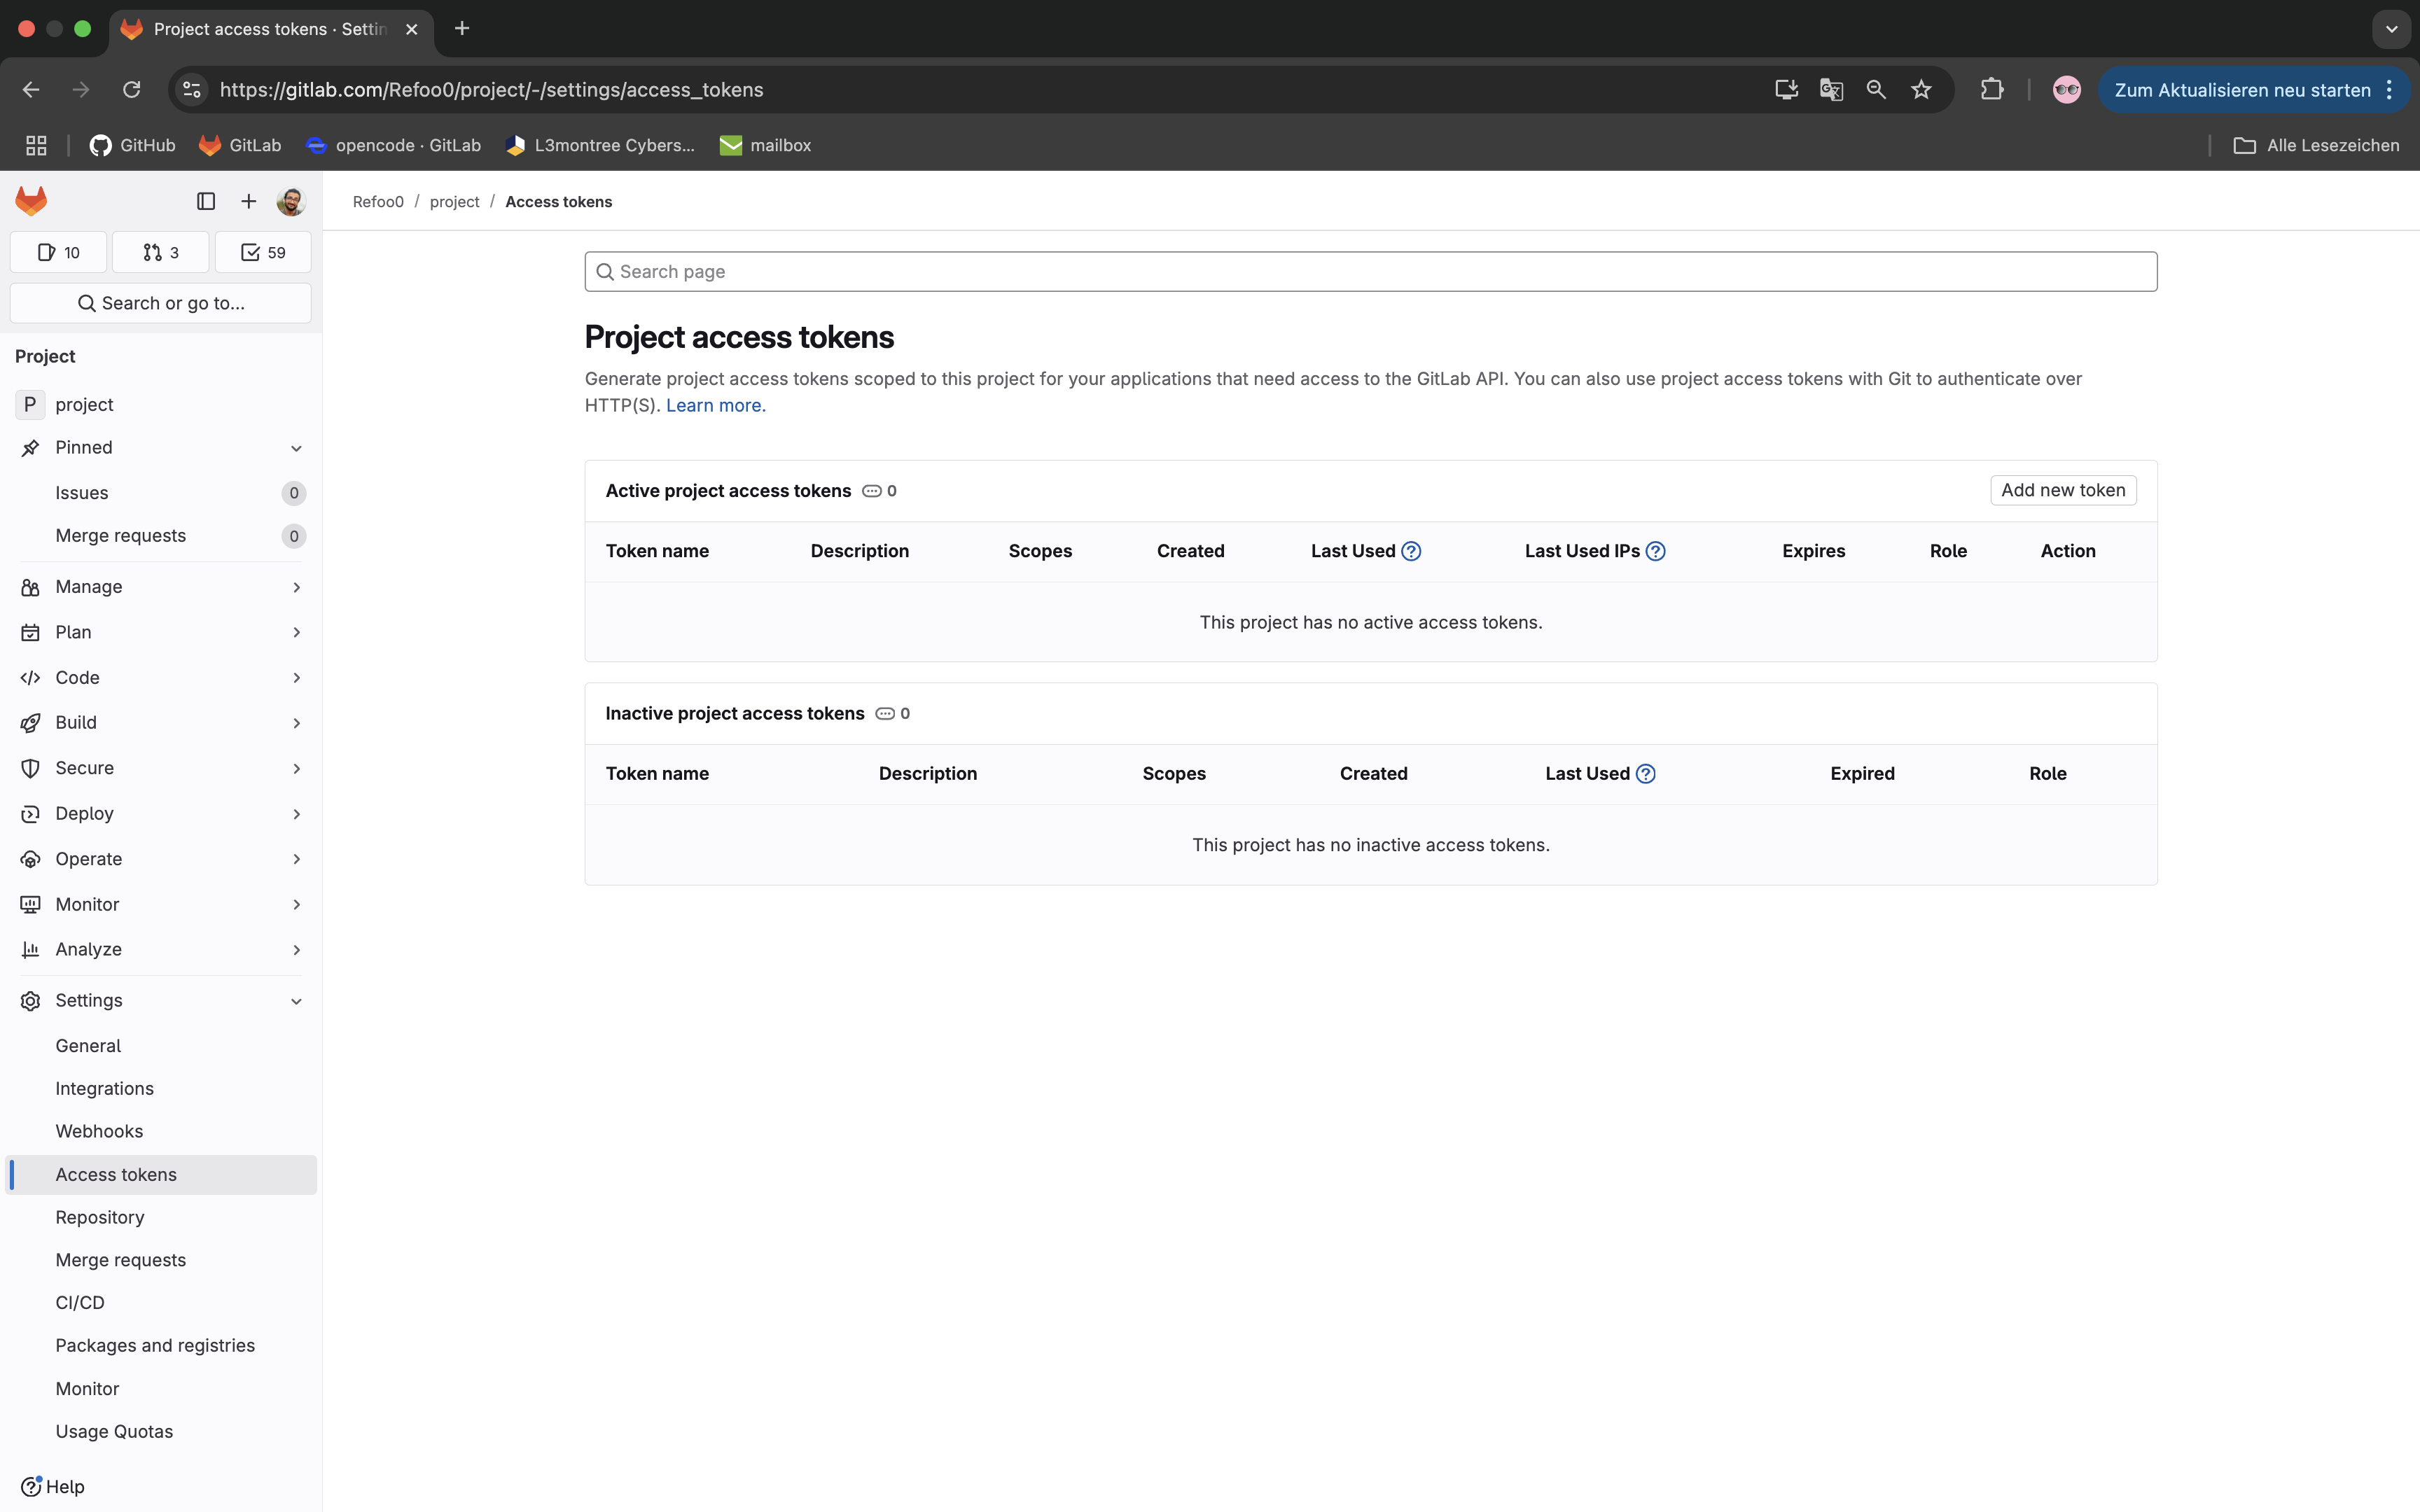 Project access tokens · Settin
https://gitlab.com/Refoo0/project/-/settings/access_tokens
Zum Aktualisieren neu starten
GitHub
GitLab
opencode · GitLab
L3montree Cybers...
mailbox
Alle Lesezeichen
10
3
59
Search or go to...
Project
P project
Pinned
Issues 0
Merge requests 0
Manage
Plan
Code
Build
Secure
Deploy
Operate
Monitor
Analyze
Settings
General
Integrations
Webhooks
Access tokens
Repository
Merge requests
CI/CD
Packages and registries
Monitor
Usage Quotas
Help
Refoo0 / project / Access tokens
Search page
Project access tokens
Generate project access tokens scoped to this project for your applications that need access to the GitLab API. You can also use project access tokens with Git to authenticate over
HTTP(S). Learn more.
Active project access tokens 0
Add new token
Token name Description Scopes Created Last Used Last Used IPs Expires Role Action
This project has no active access tokens.
Inactive project access tokens 0
Token name Description Scopes Created Last Used Expired Role
This project has no inactive access tokens.